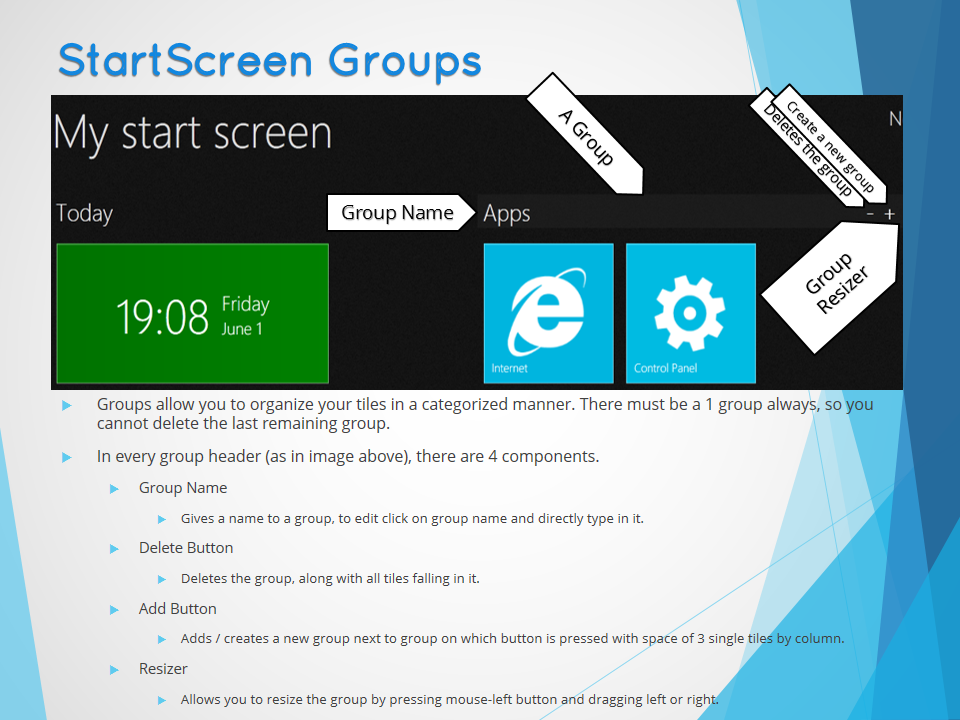 StartScreen Groups
My start screen
N
A Group
Create a new group
Deletes the group
Today
Group Name
Apps
- +
Group
Resizer
19:08
Friday
June 1
Internet
Control Panel
Groups allow you to organize your tiles in a categorized manner. There must be a 1 group always, so you
cannot delete the last remaining group.
In every group header (as in image above), there are 4 components.
Group Name
Gives a name to a group, to edit click on group name and directly type in it.
Delete Button
Deletes the group, along with all tiles falling in it.
Add Button
Adds / creates a new group next to group on which button is pressed with space of 3 single tiles by column.
Resizer
Allows you to resize the group by pressing mouse-left button and dragging left or right.